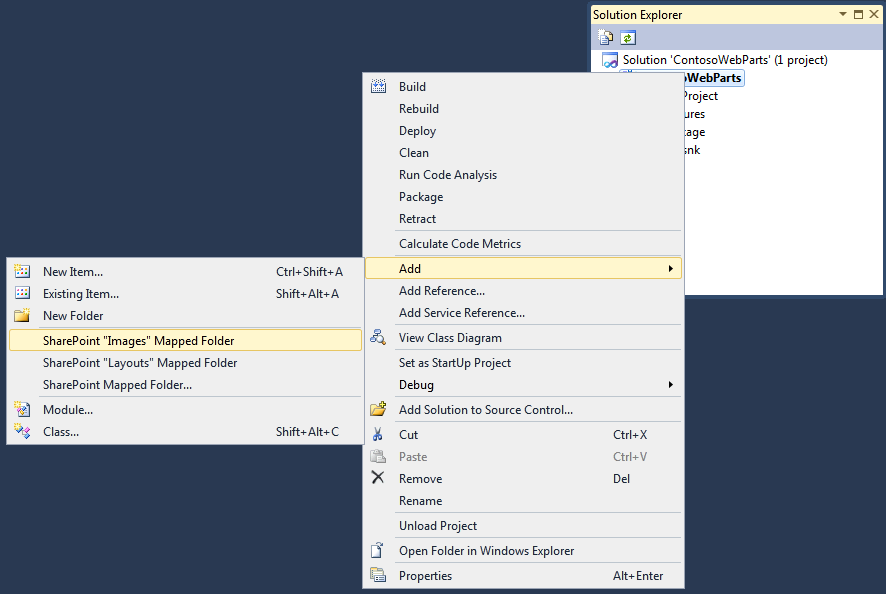 Solution Explorer
Solution 'ContosoWebParts' (1 project)
oWebParts
Project
ures
age
snk
Build
Rebuild
Deploy
Clean
Run Code Analysis
Package
Retract
Calculate Code Metrics
Add
Add Reference...
Add Service Reference...
View Class Diagram
Set as StartUp Project
Debug
Add Solution to Source Control...
Cut Ctrl+X
Paste Ctrl+V
Remove Del
Rename
Unload Project
Open Folder in Windows Explorer
Properties Alt+Enter
New Item... Ctrl+Shift+A
Existing Item... Shift+Alt+A
New Folder
SharePoint "Images" Mapped Folder
SharePoint "Layouts" Mapped Folder
SharePoint Mapped Folder...
Module...
Class... Shift+Alt+C